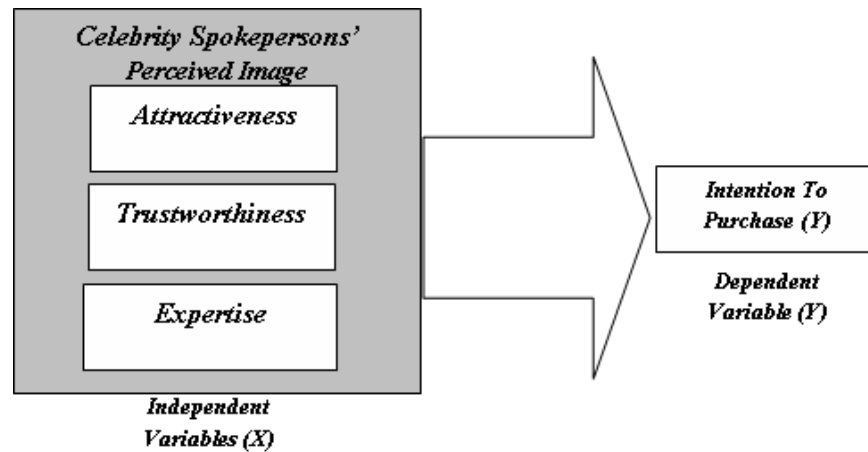 Celebrity Spokepersons'
Perceived Image
Attractiveness
Trustworthiness
Expertise
Independent
Variables (X)
Intention To
Purchase (Y)
Dependent
Variable (Y)